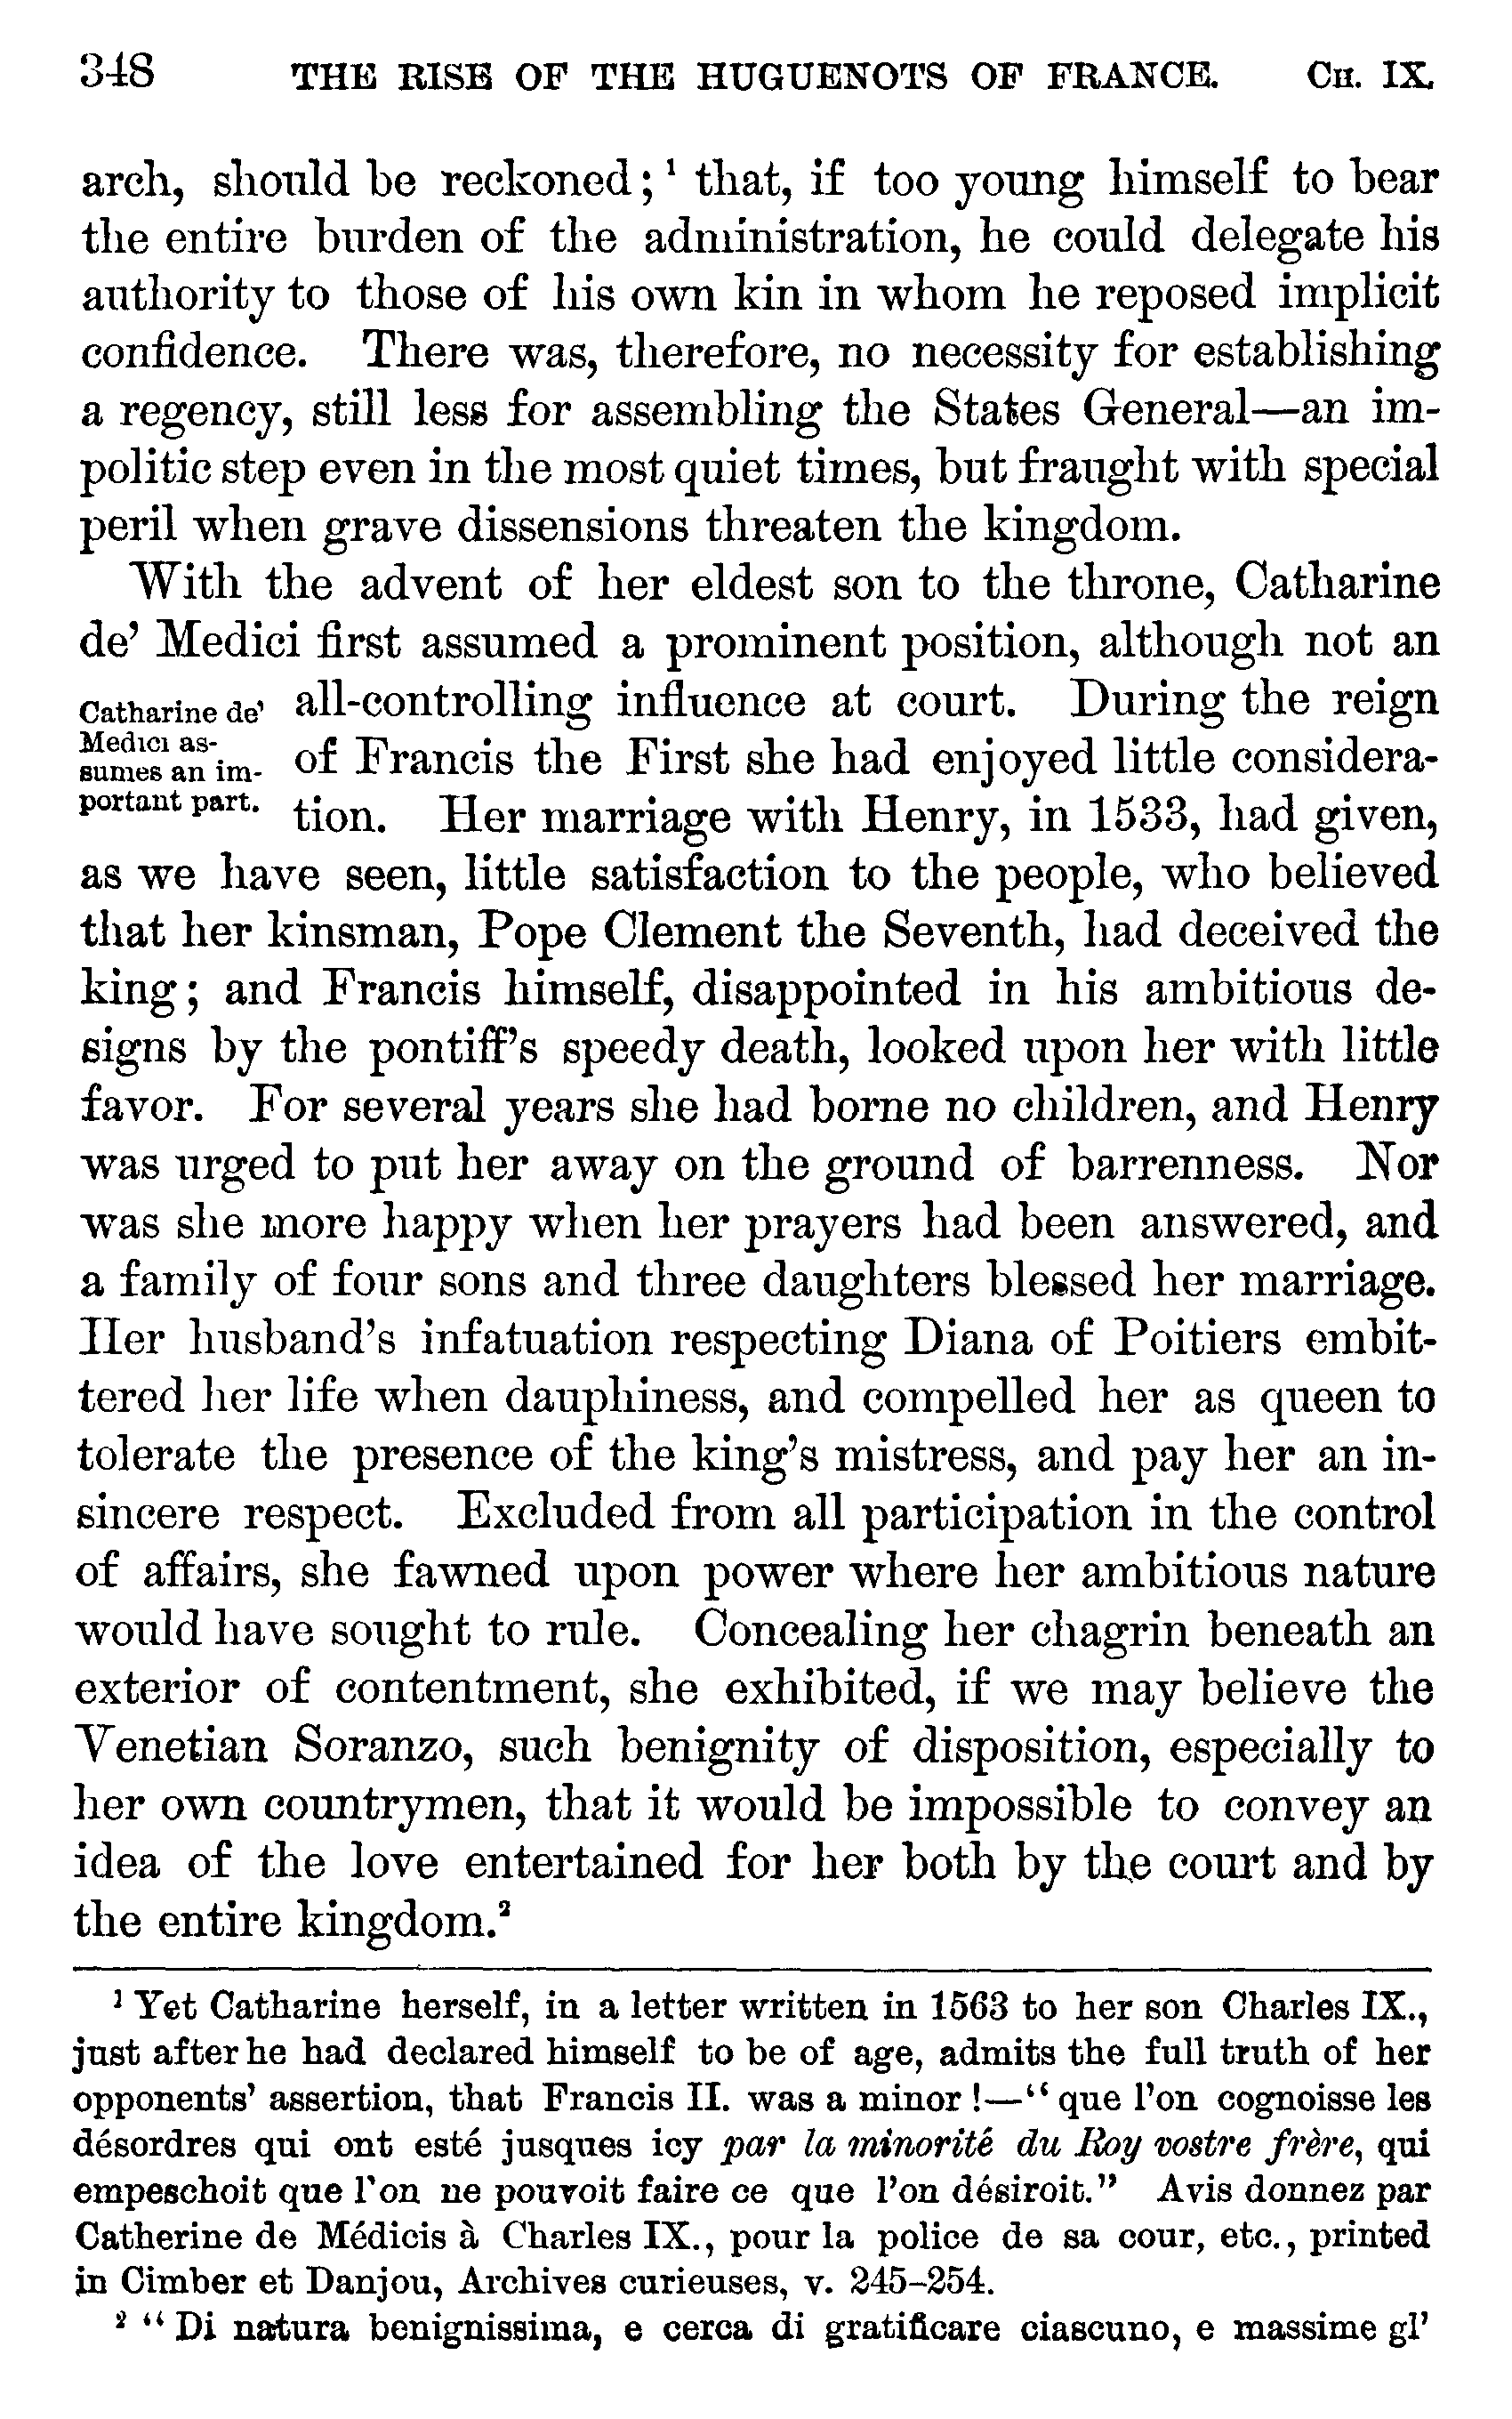 348 THE RISE OF THE HUGUENOTS OF FRANCE. CH. IX.
arch, should be reckoned;¹ that, if too young himself to bear
the entire burden of the administration, he could delegate his
authority to those of his own kin in whom he reposed implicit
confidence. There was, therefore, no necessity for establishing
a regency, still less for assembling the States General—an im-
politic step even in the most quiet times, but fraught with special
peril when grave dissensions threaten the kingdom.
With the advent of her eldest son to the throne, Catharine
de' Medici first assumed a prominent position, although not an
Catharine de'
Medici as-
sumes an im-
portant part.
all-controlling influence at court. During the reign
of Francis the First she had enjoyed little considera-
tion. Her marriage with Henry, in 1533, had given,
as we have seen, little satisfaction to the people, who believed
that her kinsman, Pope Clement the Seventh, had deceived the
king; and Francis himself, disappointed in his ambitious de-
signs by the pontiff's speedy death, looked upon her with little
favor. For several years she had borne no children, and Henry
was urged to put her away on the ground of barrenness. Nor
was she more happy when her prayers had been answered, and
a family of four sons and three daughters blessed her marriage.
Her husband's infatuation respecting Diana of Poitiers embit-
tered her life when dauphiness, and compelled her as queen to
tolerate the presence of the king's mistress, and pay her an in-
sincere respect. Excluded from all participation in the control
of affairs, she fawned upon power where her ambitious nature
would have sought to rule. Concealing her chagrin beneath an
exterior of contentment, she exhibited, if we may believe the
Venetian Soranzo, such benignity of disposition, especially to
her own countrymen, that it would be impossible to convey an
idea of the love entertained for her both by the court and by
the entire kingdom.²
¹ Yet Catharine herself, in a letter written in 1563 to her son Charles IX.,
just after he had declared himself to be of age, admits the full truth of her
opponents' assertion, that Francis II. was a minor!—"que l'on cognoisse les
désordres qui ont esté jusques icy par la minorité du Roy vostre frère, qui
empeschoit que l'on ne pouvoit faire ce que l'on désiroit." Avis donnez par
Catherine de Médicis à Charles IX., pour la police de sa cour, etc., printed
in Cimber et Danjou, Archives curieuses, v. 245-254.
² "Di natura benignissima, e cerca di gratificare ciascuno, e massime gl'